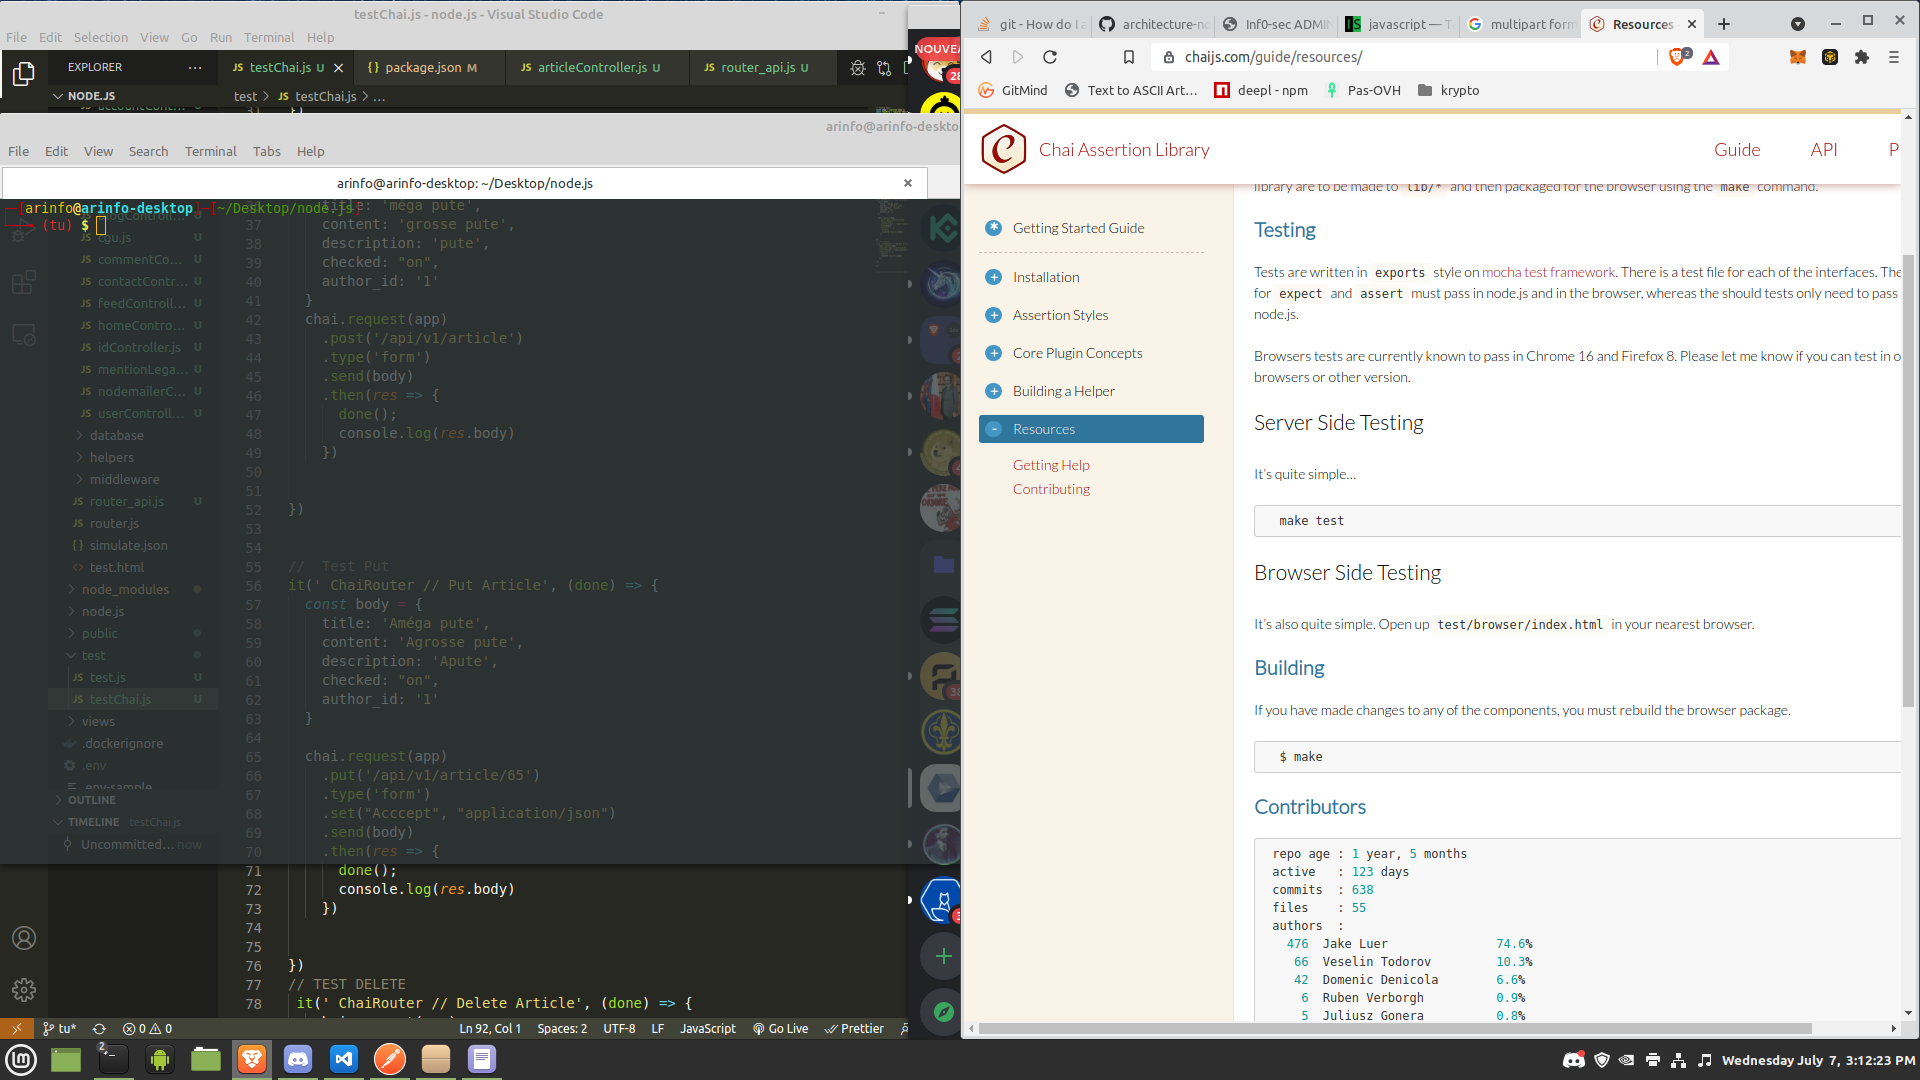 testChai.js - node.js - Visual Studio Code
File Edit Selection View Go Run Terminal Help
EXPLORER ···
testChai.js U
package.json M
articleController.js U
router_api.js U
NODE.JS
test > JS testChai.js > ...
arinfo@arinfo-deskto
File Edit View Search Terminal Tabs Help
arinfo@arinfo-desktop: ~/Desktop/node.js
[arinfo@arinfo-desktop]-[~/Desktop/node.js]
(tu) $
cgu.js U
commentCo... U
contactContr... U
feedControll... U
homeContro... U
idController.js U
mentionLega... U
nodemailerC... U
userControll... U
database
helpers
middleware
router_api.js U
router.js
simulate.json
test.html
node_modules
node.js
public
test
test.js U
testChai.js U
views
.dockerignore
.env
.env-sample
OUTLINE
TIMELINE testChai.js
Uncommitted... now
title: 'méga pute',
37 content: 'grosse pute',
38 description: 'pute',
39 checked: "on",
40 author_id: '1'
41 }
42 chai.request(app)
43 .post('/api/v1/article')
44 .type('form')
45 .send(body)
46 .then(res => {
47 done();
48 console.log(res.body)
49 })
50
51
52 })
53
54
55 // Test Put
56 it(' ChaiRouter // Put Article', (done) => {
57 const body = {
58 title: 'Améga pute',
59 content: 'Agrosse pute',
60 description: 'Apute',
61 checked: "on",
62 author_id: '1'
63 }
64
65 chai.request(app)
66 .put('/api/v1/article/65')
67 .type('form')
68 .set("Acccept", "application/json")
69 .send(body)
70 .then(res => {
71 done();
72 console.log(res.body)
73 })
74
75
76 })
77 // TEST DELETE
78 it(' ChaiRouter // Delete Article', (done) => {
tu* 0 0 Ln 92, Col 1 Spaces: 2 UTF-8 LF JavaScript Go Live Prettier
NOUVEA
28
git - How do I a
architecture-no
Inf0-sec ADMIN
javascript — To
multipart form
Resources
chaijs.com/guide/resources/
2
GitMind
Text to ASCII Art...
deepl - npm
Pas-OVH
krypto
Chai Assertion Library
Guide API P
Getting Started Guide
Installation
Assertion Styles
Core Plugin Concepts
Building a Helper
Resources
Getting Help
Contributing
library are to be made to lib/* and then packaged for the browser using the make command.
Testing
Tests are written in exports style on mocha test framework. There is a test file for each of the interfaces. The
for expect and assert must pass in node.js and in the browser, whereas the should tests only need to pass
node.js.
Browsers tests are currently known to pass in Chrome 16 and Firefox 8. Please let me know if you can test in o
browsers or other version.
Server Side Testing
It's quite simple...
make test
Browser Side Testing
It's also quite simple. Open up test/browser/index.html in your nearest browser.
Building
If you have made changes to any of the components, you must rebuild the browser package.
$ make
Contributors
repo age : 1 year, 5 months
active : 123 days
commits : 638
files : 55
authors :
476 Jake Luer 74.6%
66 Veselin Todorov 10.3%
42 Domenic Denicola 6.6%
6 Ruben Verborgh 0.9%
5 Juliusz Gonera 0.8%
2
Wednesday July 7, 3:12:23 PM